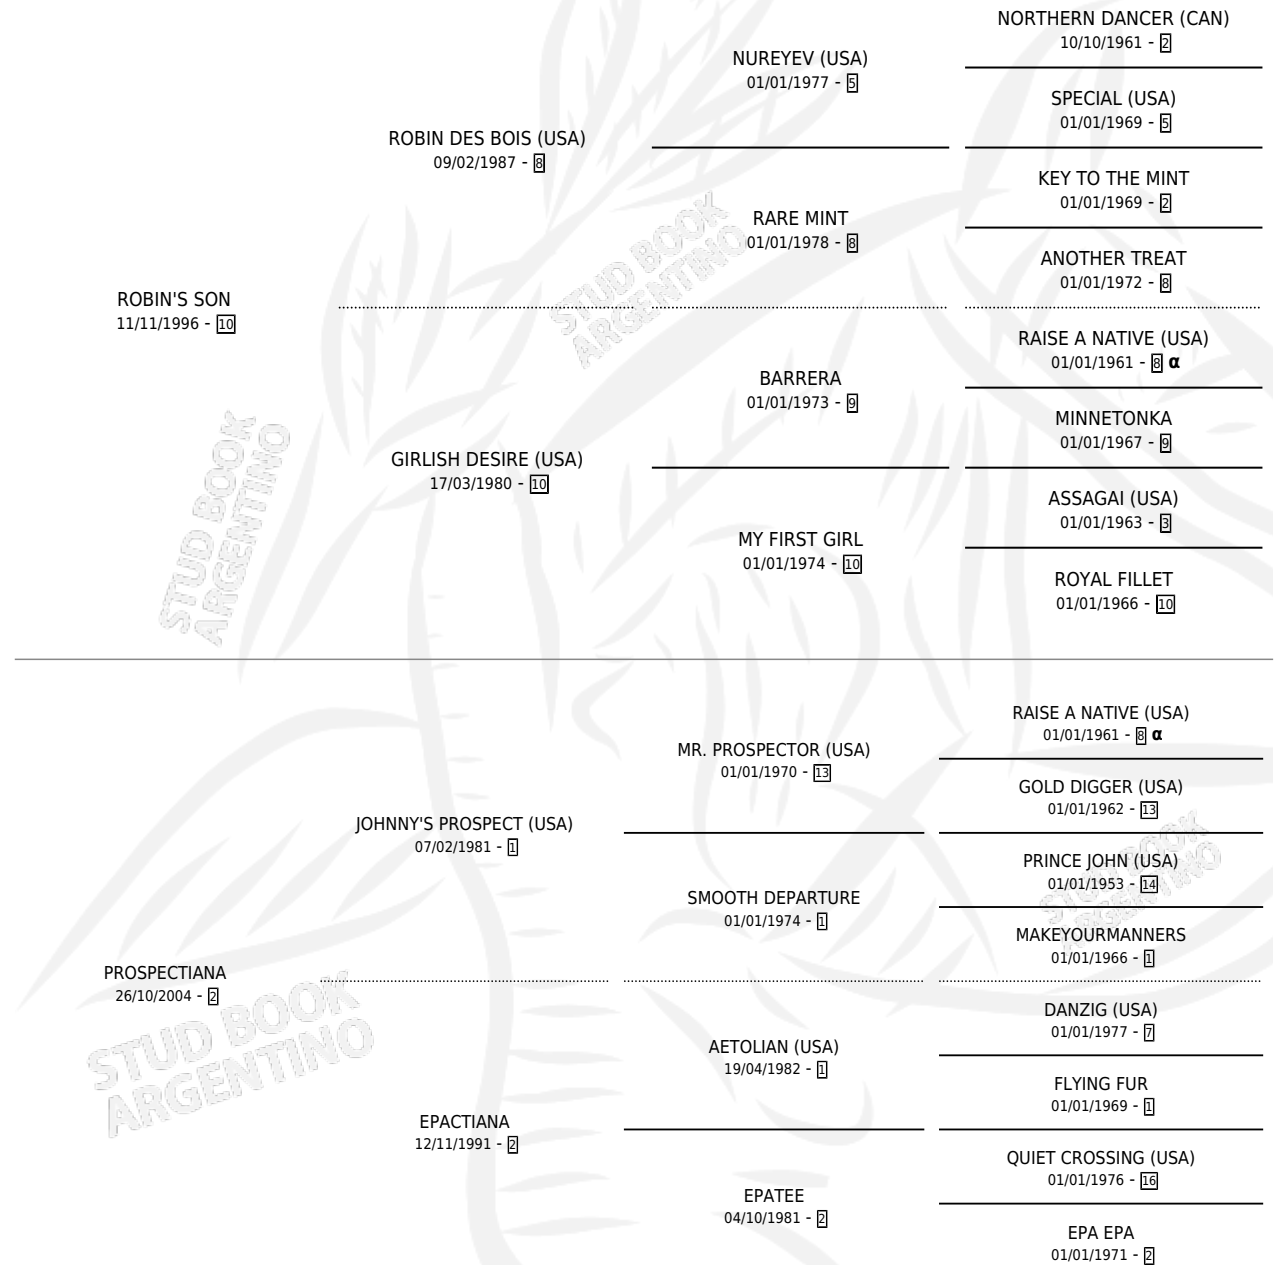 NORTHERN DANCER (CAN)
10/10/1961 - 2
NUREYEV (USA)
01/01/1977 - 5
SPECIAL (USA)
01/01/1969 - 5
ROBIN DES BOIS (USA)
09/02/1987 - 8
KEY TO THE MINT
01/01/1969 - 2
RARE MINT
01/01/1978 - 8
ANOTHER TREAT
01/01/1972 - 8
ROBIN'S SON
11/11/1996 - 10
RAISE A NATIVE (USA)
01/01/1961 - 8 α
BARRERA
01/01/1973 - 9
MINNETONKA
01/01/1967 - 9
GIRLISH DESIRE (USA)
17/03/1980 - 10
ASSAGAI (USA)
01/01/1963 - 3
MY FIRST GIRL
01/01/1974 - 10
ROYAL FILLET
01/01/1966 - 10
STUD BOOK
ARGENTINO
STUD BOOK
ARGENTINO
RAISE A NATIVE (USA)
01/01/1961 - 8 α
MR. PROSPECTOR (USA)
01/01/1970 - 13
GOLD DIGGER (USA)
01/01/1962 - 13
JOHNNY'S PROSPECT (USA)
07/02/1981 - 1
PRINCE JOHN (USA)
01/01/1953 - 14
SMOOTH DEPARTURE
01/01/1974 - 1
MAKEYOURMANNERS
01/01/1966 - 1
PROSPECTIANA
26/10/2004 - 2
DANZIG (USA)
01/01/1977 - 7
AETOLIAN (USA)
19/04/1982 - 1
FLYING FUR
01/01/1969 - 1
EPACTIANA
12/11/1991 - 2
QUIET CROSSING (USA)
01/01/1976 - 16
EPATEE
04/10/1981 - 2
EPA EPA
01/01/1971 - 2
STUD BOOK
ARGENTINO
STUD BOOK
ARGENTINO